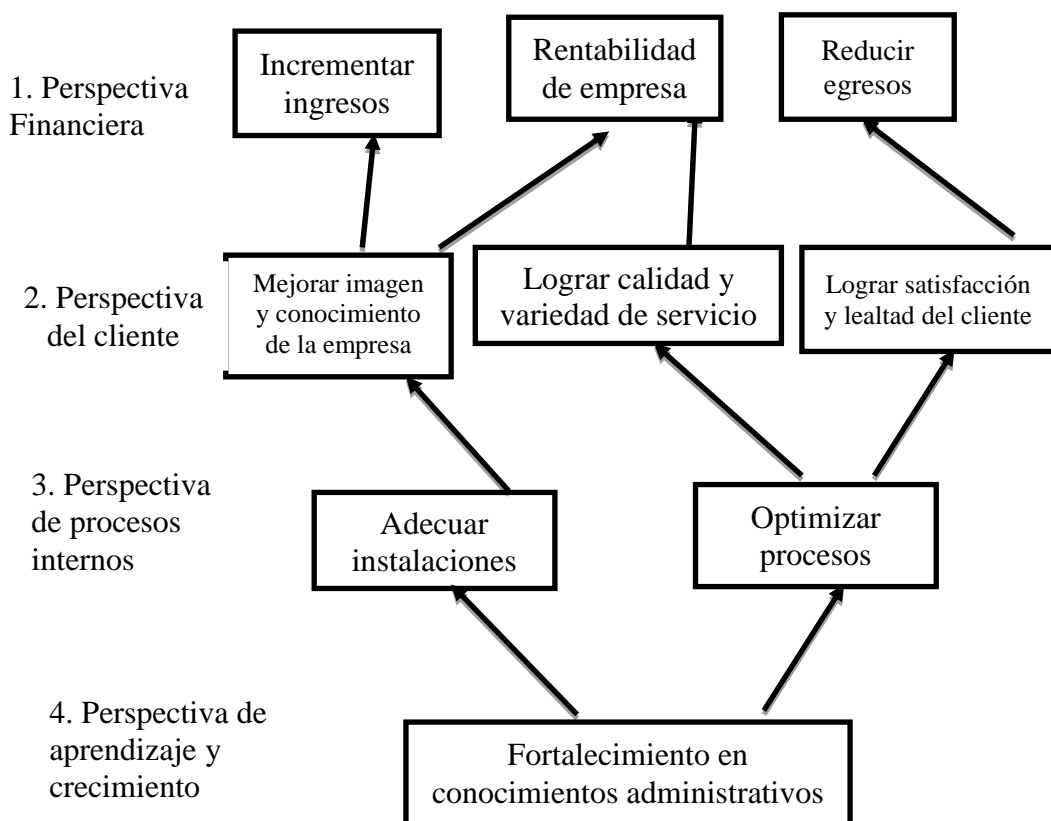 1. Perspectiva
Financiera
Incrementar
ingresos
Rentabilidad
de empresa
Reducir
egresos
2. Perspectiva
del cliente
Mejorar imagen
y conocimiento
de la empresa
Lograr calidad y
variedad de servicio
Lograr satisfacción
y lealtad del cliente
3. Perspectiva
de procesos
internos
Adecuar
instalaciones
Optimizar
procesos
4. Perspectiva de
aprendizaje y
crecimiento
Fortalecimiento en
conocimientos administrativos